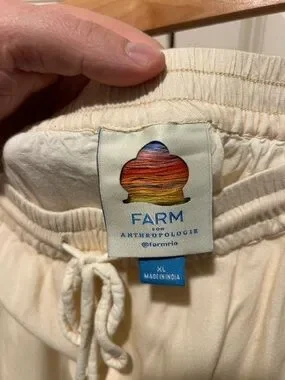 FARM
FOR
ANTHROPOLOGIE
@farmrio
XL
MADE IN INDIA